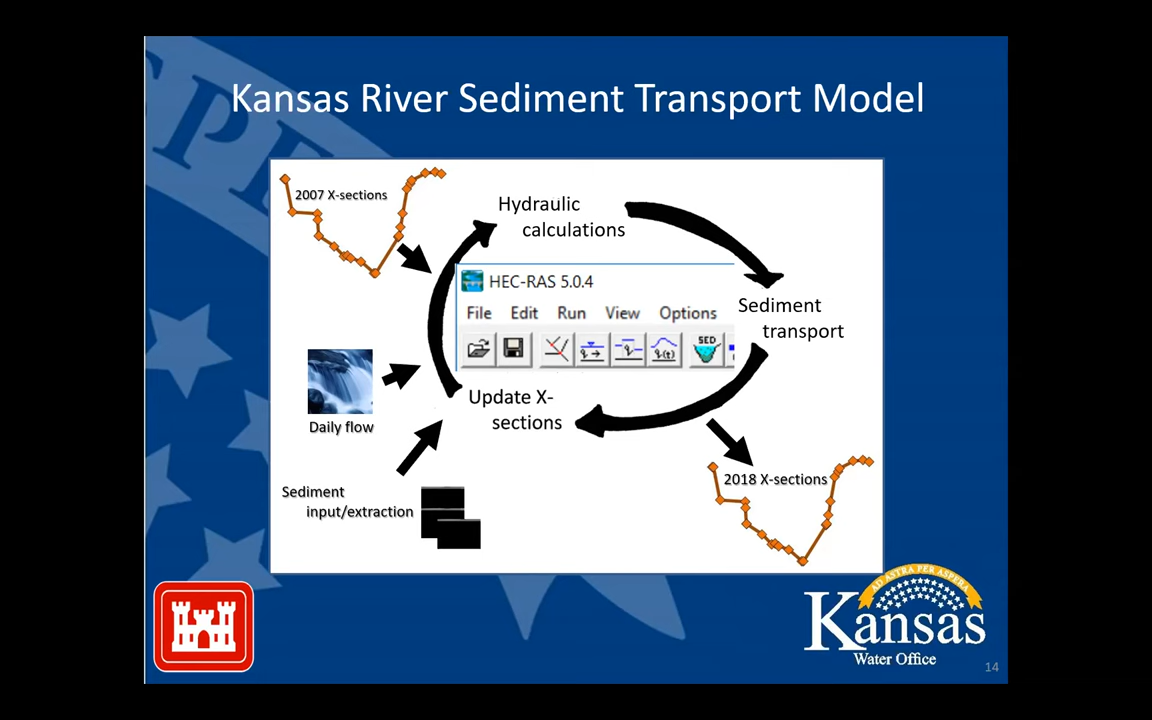 Kansas River Sediment Transport Model
2007 X-sections
Hydraulic
calculations
HEC-RAS 5.0.4
File Edit Run View Options
SED
Sediment
transport
Update X-
sections
Daily flow
Sediment
input/extraction
2018 X-sections
AD ASTRA PER ASPERA
Kansas
Water Office
14